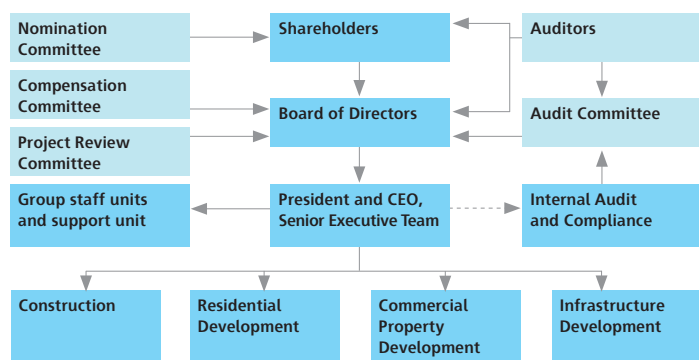 Nomination
Committee
Shareholders
Auditors
Compensation
Committee
Board of Directors
Audit Committee
Project Review
Committee
Group staff units
and support unit
President and CEO,
Senior Executive Team
Internal Audit
and Compliance
Construction
Residential
Development
Commercial
Property
Development
Infrastructure
Development